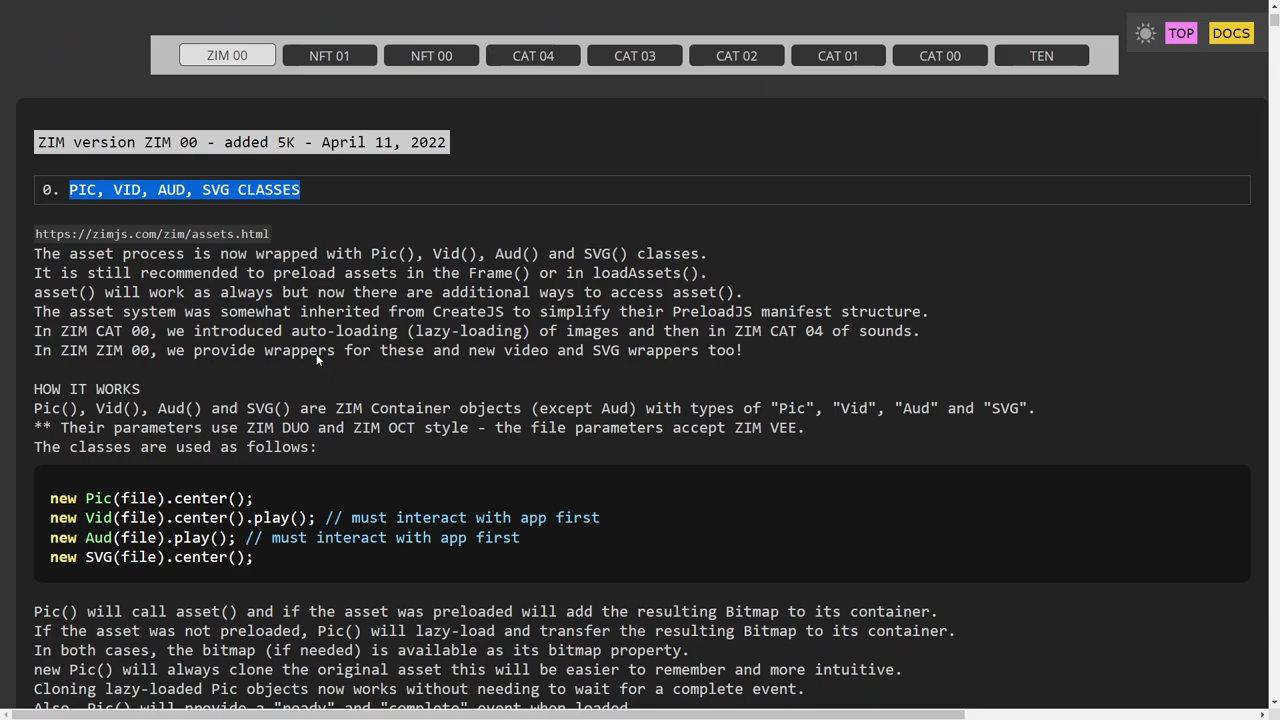 TOP
DOCS
ZIM 00
NFT 01
NFT 00
CAT 04
CAT 03
CAT 02
CAT 01
CAT 00
TEN
ZIM version ZIM 00 - added 5K - April 11, 2022
0. PIC, VID, AUD, SVG CLASSES
https://zimjs.com/zim/assets.html
The asset process is now wrapped with Pic(), Vid(), Aud() and SVG() classes.
It is still recommended to preload assets in the Frame() or in loadAssets().
asset() will work as always but now there are additional ways to access asset().
The asset system was somewhat inherited from CreateJS to simplify their PreloadJS manifest structure.
In ZIM CAT 00, we introduced auto-loading (lazy-loading) of images and then in ZIM CAT 04 of sounds.
In ZIM ZIM 00, we provide wrappers for these and new video and SVG wrappers too!
HOW IT WORKS
Pic(), Vid(), Aud() and SVG() are ZIM Container objects (except Aud) with types of "Pic", "Vid", "Aud" and "SVG".
** Their parameters use ZIM DUO and ZIM OCT style - the file parameters accept ZIM VEE.
The classes are used as follows:
new Pic(file).center();
new Vid(file).center().play(); // must interact with app first
new Aud(file).play(); // must interact with app first
new SVG(file).center();
Pic() will call asset() and if the asset was preloaded will add the resulting Bitmap to its container.
If the asset was not preloaded, Pic() will lazy-load and transfer the resulting Bitmap to its container.
In both cases, the bitmap (if needed) is available as its bitmap property.
new Pic() will always clone the original asset this will be easier to remember and more intuitive.
Cloning lazy-loaded Pic objects now works without needing to wait for a complete event.
Also, Pic() will provide a "ready" and "complete" event when loaded